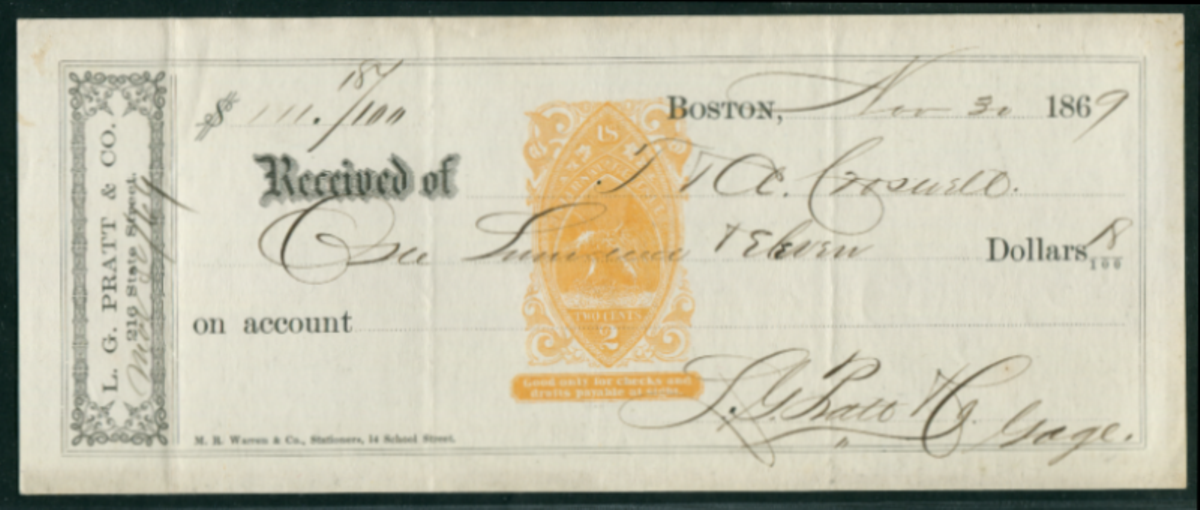 $ 111. 18/100
BOSTON, Nov 30 1869
Received of T T & A. Croswell.
One Hundred & Eleven Dollars 18/100
on account
L. G. Pratt & Co.
Gage.
M. R. Warren & Co., Stationers, 14 School Street.
L. G. PRATT & CO.
216 State Street.
18
TWO CENTS
2
Good only for checks and
drafts payable at sight.